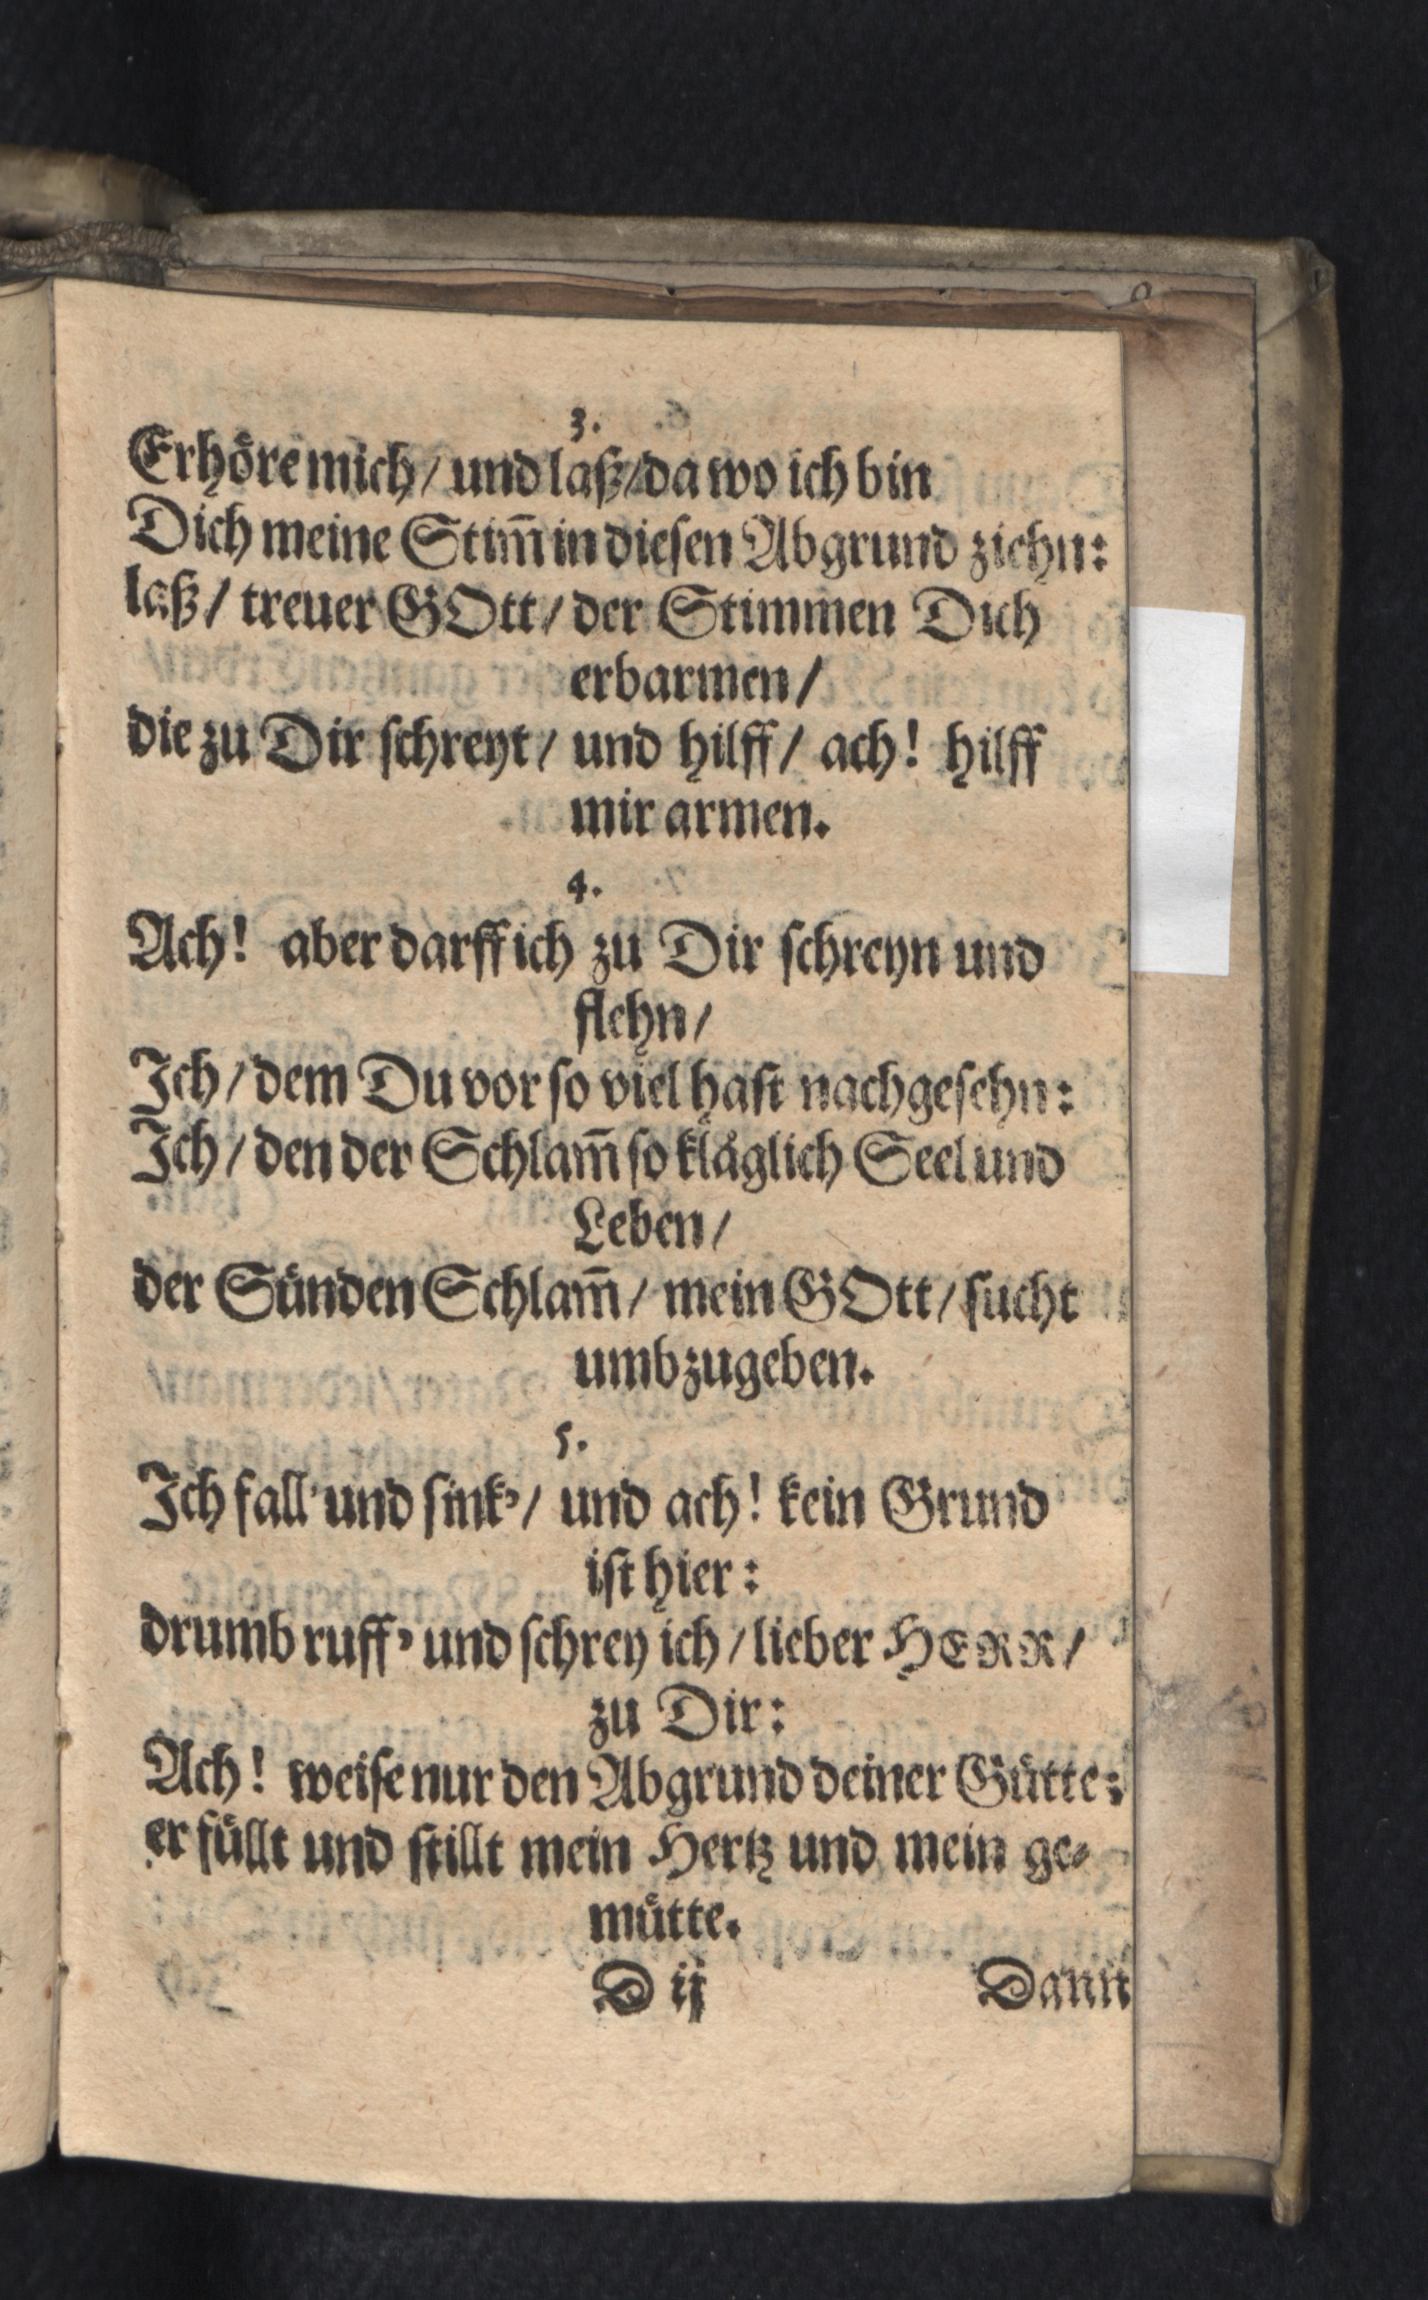 3.
Erhöre mich / und laß / da wo ich bin
Dich meine Stim̃ in diesen Abgrund ziehn:
laß / treuer GOtt / der Stimmen Dich
erbarmen /
die zu Dir schreyt / und hilff / ach! hilff
mir armen.
4.
Ach! aber darff ich zu Dir schreyn und
flehn /
Ich / dem Du vor so viel hast nachgesehn:
Ich / den der Schlam̃ so kläglich Seel und
Leben /
der Sünden Schlam̃ / mein GOtt / sucht
umbzugeben.
5.
Ich fall' und sink' / und ach! kein Grund
ist hier:
drumb ruff' und schrey ich / lieber HERR /
zu Dir:
Ach! weise nur den Abgrund deiner Gütte:
er füllt und stillt mein Hertz und mein ge-
mütte.
D ij
Dann